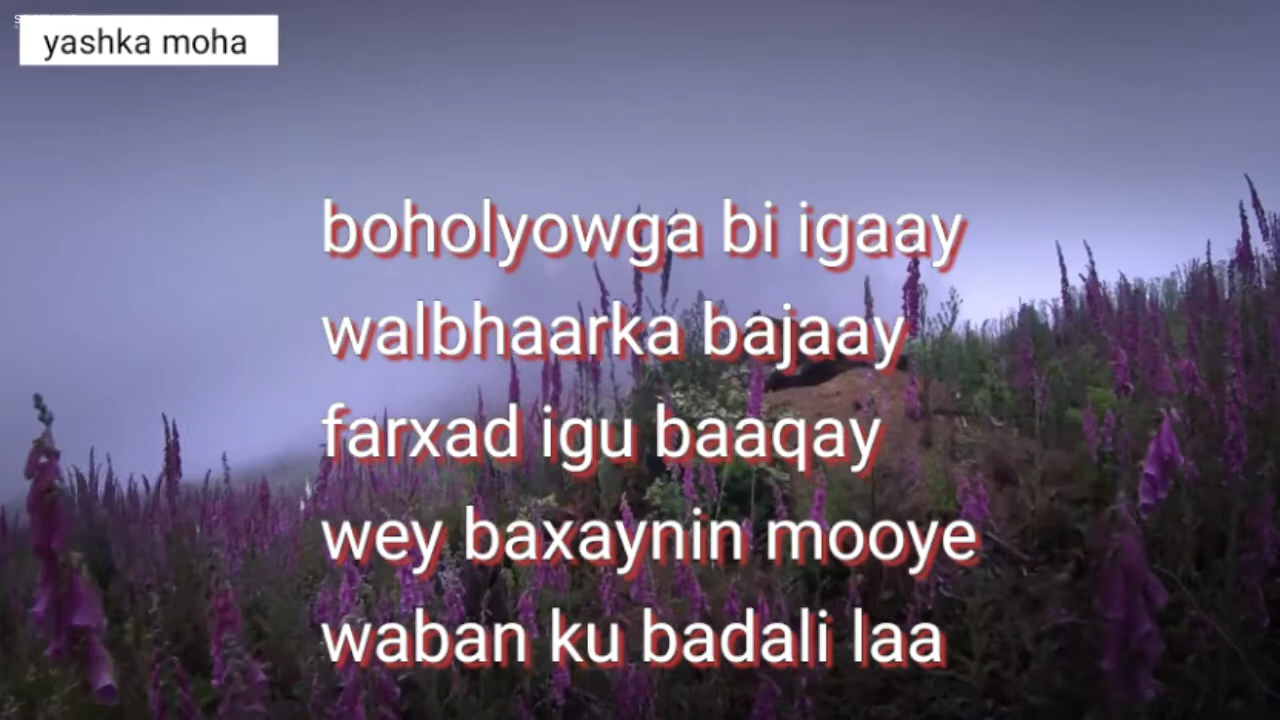 yashka moha
boholyowga bi igaay
walbhaarka bajaay
farxad igu baaqay
wey baxaynin mooye
waban ku badali laa